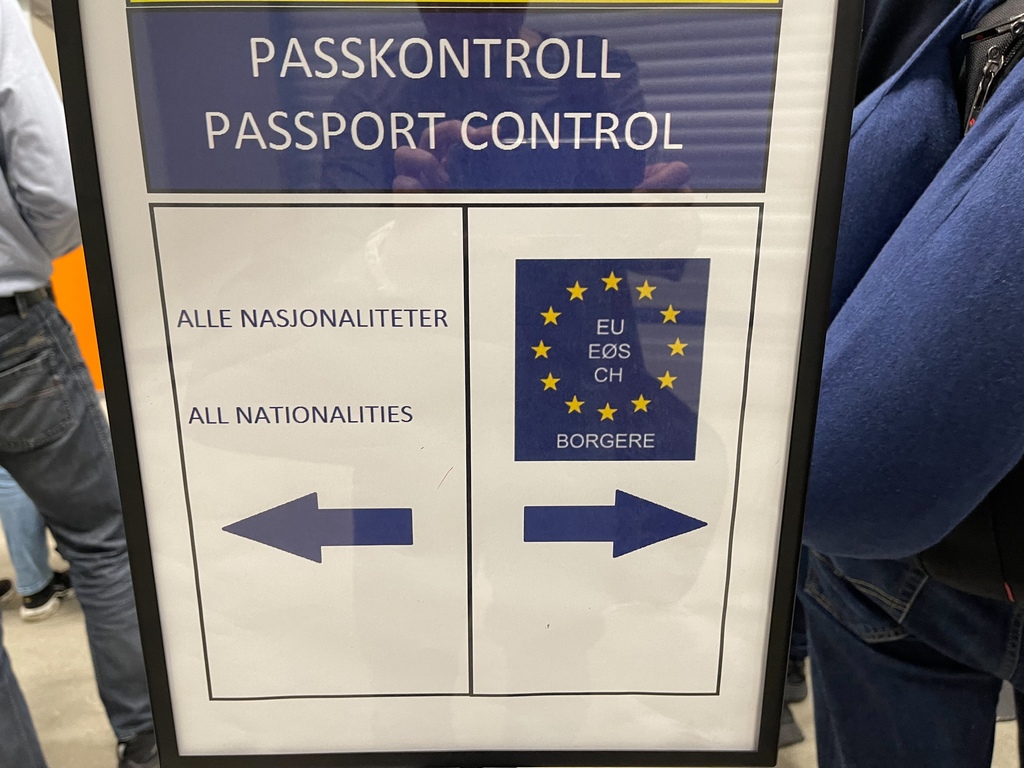 PASSKONTROLL
PASSPORT CONTROL
ALLE NASJONALITETER
ALL NATIONALITIES
EU
EØS
CH
BORGERE